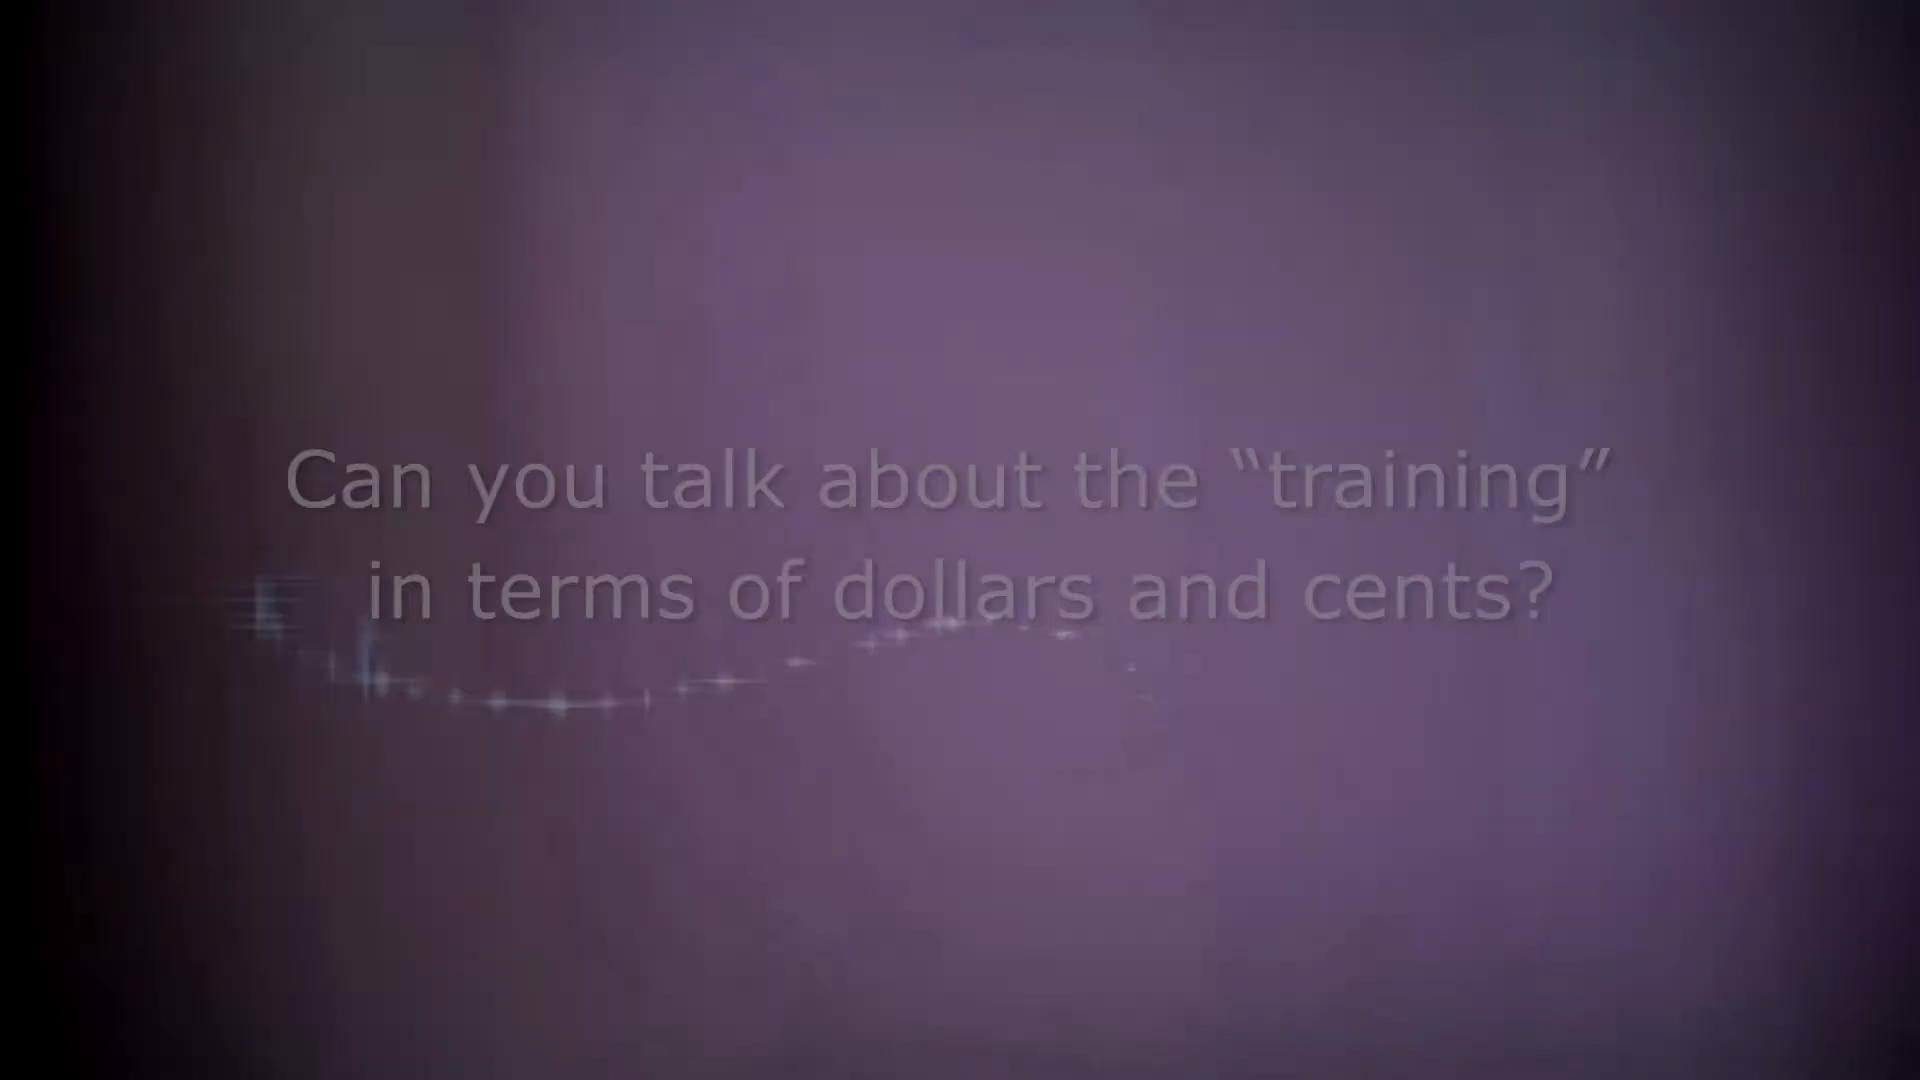 Can you talk about the “training”
in terms of dollars and cents?